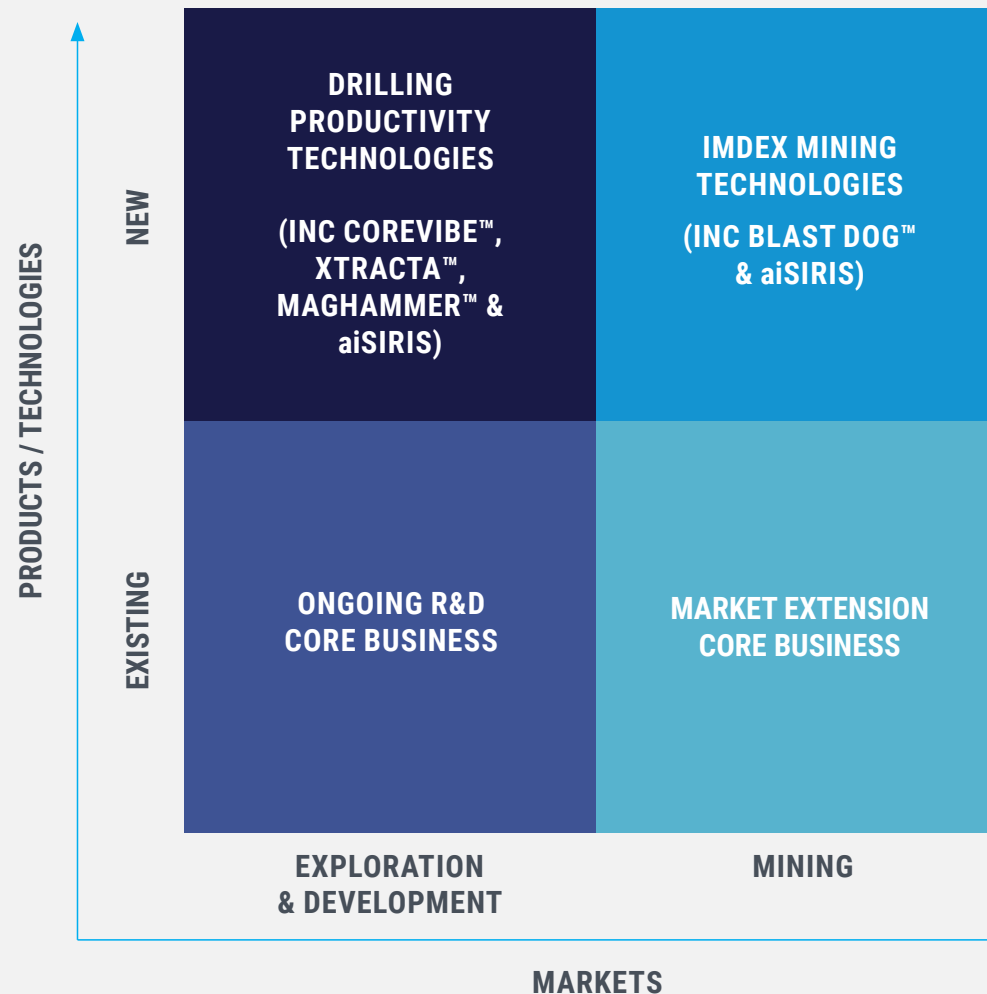 PRODUCTS / TECHNOLOGIES
NEW
EXISTING
DRILLING
PRODUCTIVITY
TECHNOLOGIES
(INC COREVIBE™,
XTRACTA™,
MAGHAMMER™ &
aiSIRIS)
IMDEX MINING
TECHNOLOGIES
(INC BLAST DOG™
& aiSIRIS)
ONGOING R&D
CORE BUSINESS
MARKET EXTENSION
CORE BUSINESS
EXPLORATION
& DEVELOPMENT
MINING
MARKETS